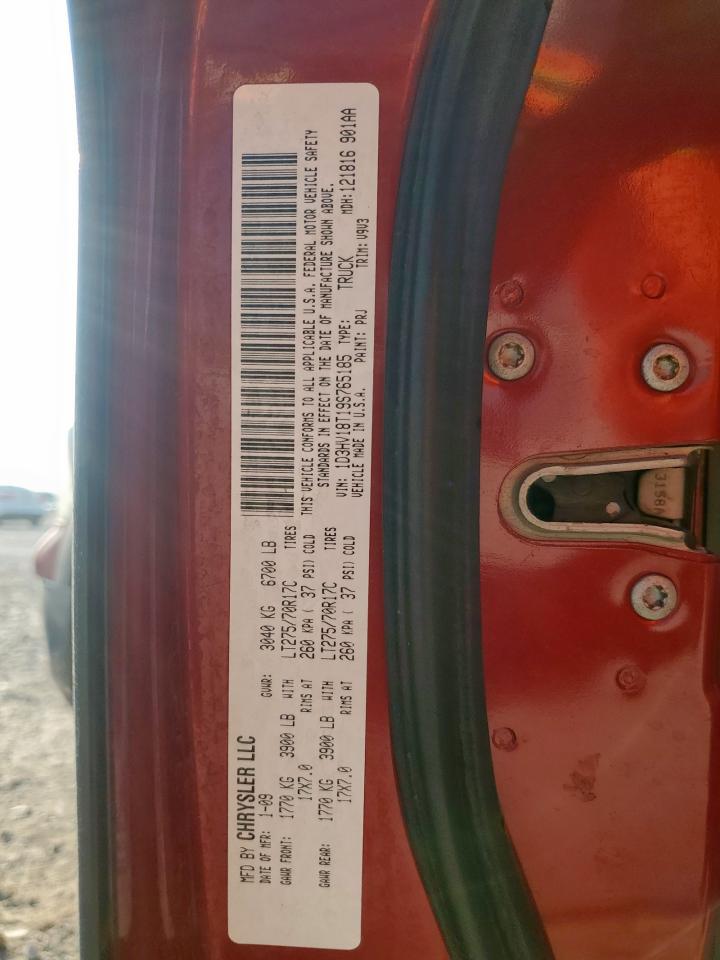 MFD BY CHRYSLER LLC
DATE OF MFR: 1-09 GVWR: 3040 KG 6700 LB
GAWR FRONT: 1770 KG 3900 LB WITH LT275/70R17C TIRES
17X7.0 RIMS AT 260 KPA ( 37 PSI) COLD
GAWR REAR: 1770 KG 3900 LB WITH LT275/70R17C TIRES
17X7.0 RIMS AT 260 KPA ( 37 PSI) COLD
THIS VEHICLE CONFORMS TO ALL APPLICABLE U.S.A. FEDERAL MOTOR VEHICLE SAFETY
STANDARDS IN EFFECT ON THE DATE OF MANUFACTURE SHOWN ABOVE.
VIN: 1D3HV18T19S765185 TYPE: TRUCK MDH: 121816 901AA
VEHICLE MADE IN U.S.A. PAINT: PRJ TRIM: V9V3